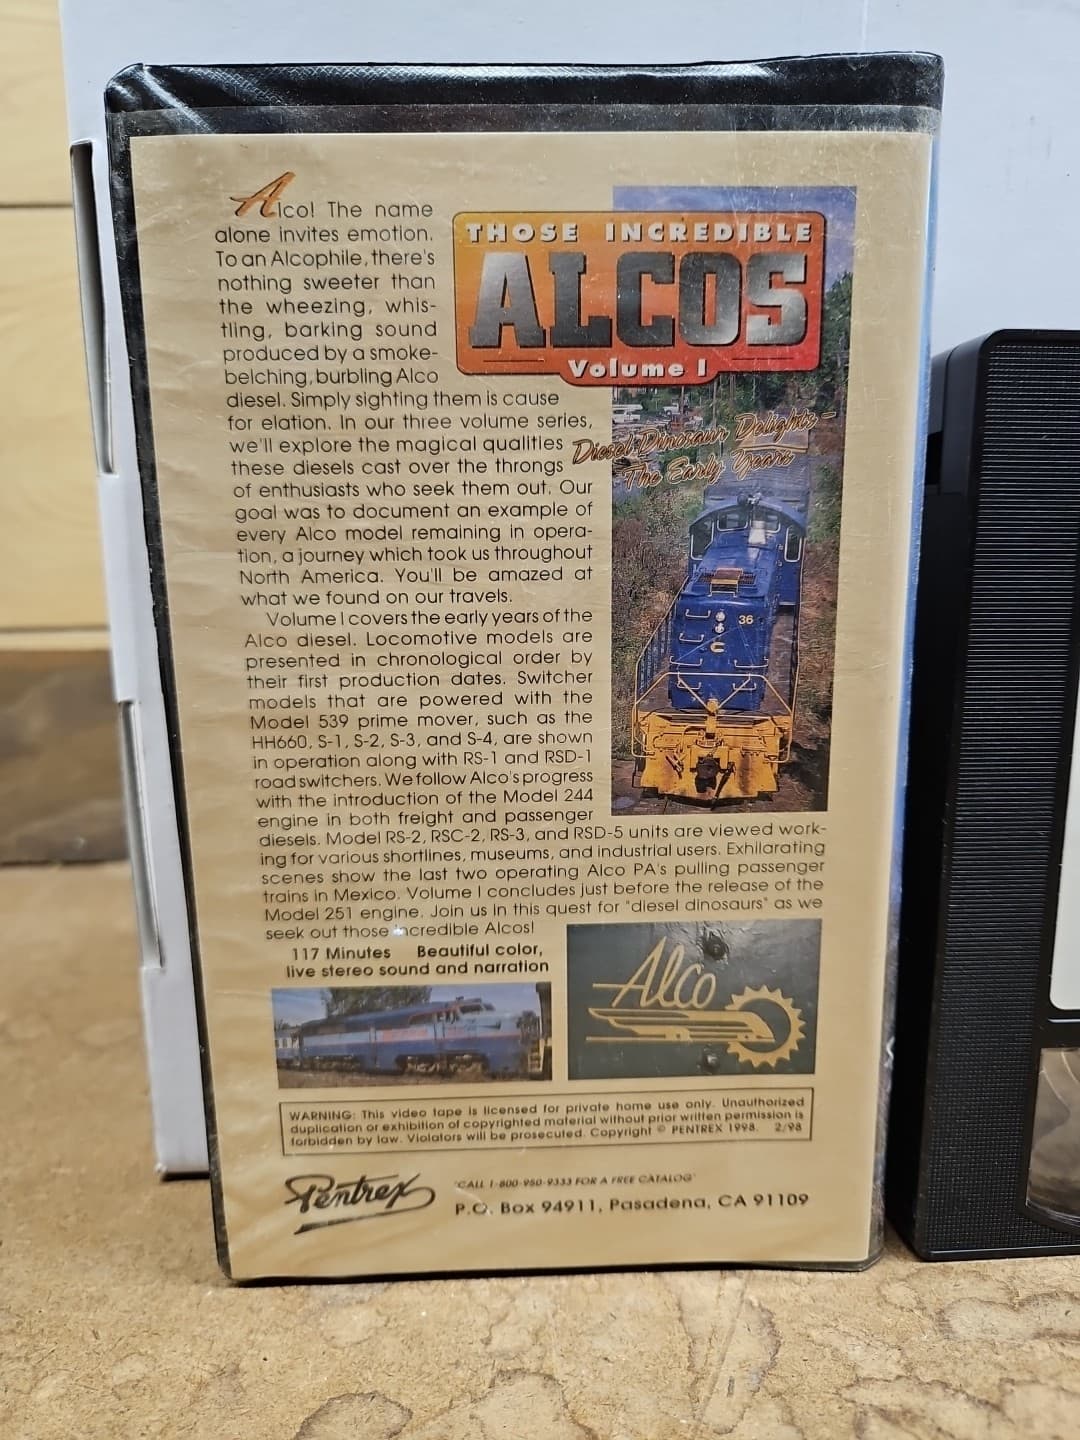 Alco! The name
alone invites emotion.
To an Alcophile, there's
nothing sweeter than
the wheezing, whis-
tling, barking sound
produced by a smoke-
belching, burbling Alco
diesel. Simply sighting them is cause
for elation. In our three volume series,
we'll explore the magical qualities
these diesels cast over the throngs
of enthusiasts who seek them out. Our
goal was to document an example of
every Alco model remaining in opera-
tion, a journey which took us throughout
North America. You'll be amazed at
what we found on our travels.
Volume I covers the early years of the
Alco diesel. Locomotive models are
presented in chronological order by
their first production dates. Switcher
models that are powered with the
Model 539 prime mover, such as the
HH660, S-1, S-2, S-3, and S-4, are shown
in operation along with RS-1 and RSD-1
road switchers. We follow Alco's progress
with the introduction of the Model 244
engine in both freight and passenger
diesels. Model RS-2, RSC-2, RS-3, and RSD-5 units are viewed work-
ing for various shortlines, museums, and industrial users. Exhilarating
scenes show the last two operating Alco PA's pulling passenger
trains in Mexico. Volume I concludes just before the release of the
Model 251 engine. Join us in this quest for "diesel dinosaurs" as we
seek out those incredible Alcos!
117 Minutes Beautiful color,
live stereo sound and narration
THOSE INCREDIBLE
ALCOS
Volume I
Diesel Dinosaur Delights -
The Early Years
36
C
Alco
WARNING: This video tape is licensed for private home use only. Unauthorized
duplication or exhibition of copyrighted material without prior written permission is
forbidden by law. Violators will be prosecuted. Copyright © PENTREX 1998. 2/98
Pentrex
"CALL 1-800-950-9333 FOR A FREE CATALOG"
P.O. Box 94911, Pasadena, CA 91109